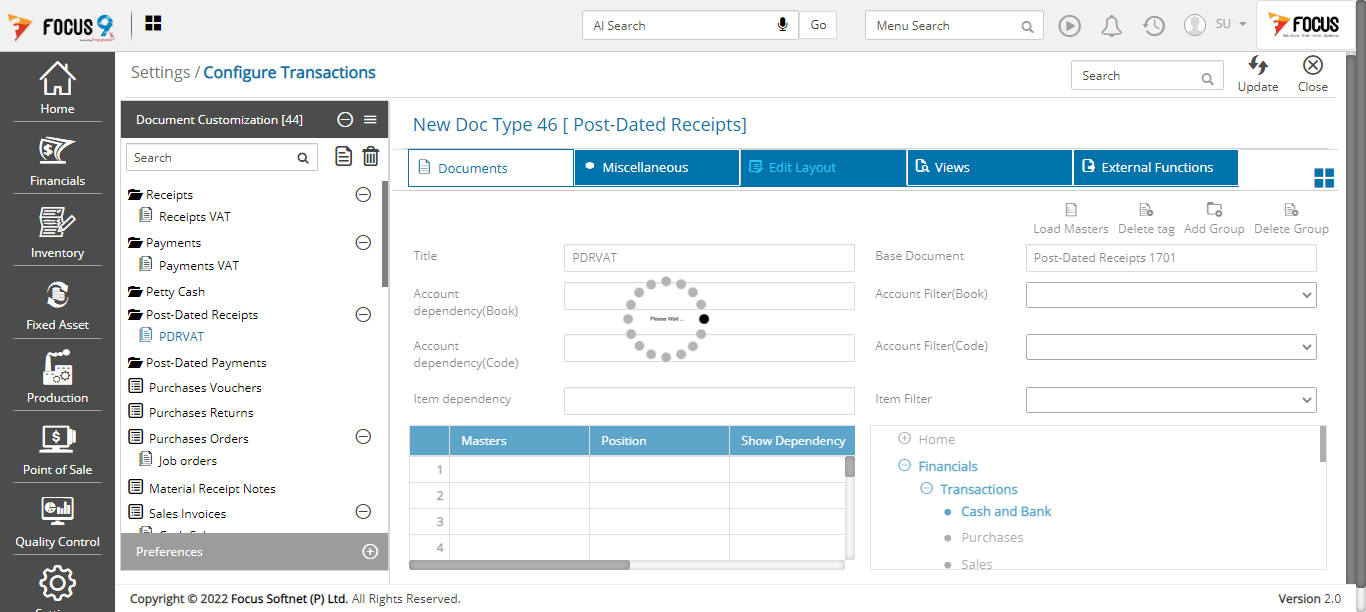 FOCUS 9
AI Search
Go
Menu Search
SU
FOCUS
Home
Financials
Inventory
Fixed Asset
Production
Point of Sale
Quality Control
Settings / Configure Transactions
Search
Update
Close
Document Customization [44]
Search
Receipts
Receipts VAT
Payments
Payments VAT
Petty Cash
Post-Dated Receipts
PDRVAT
Post-Dated Payments
Purchases Vouchers
Purchases Returns
Purchases Orders
Job orders
Material Receipt Notes
Sales Invoices
Preferences
New Doc Type 46 [ Post-Dated Receipts]
Documents
Miscellaneous
Edit Layout
Views
External Functions
Load Masters
Delete tag
Add Group
Delete Group
Title
PDRVAT
Base Document
Post-Dated Receipts 1701
Account
dependency(Book)
Account Filter(Book)
Please Wait ...
Account
dependency(Code)
Account Filter(Code)
Item dependency
Item Filter
Masters
Position
Show Dependency
1
2
3
4
Home
Financials
Transactions
Cash and Bank
Purchases
Sales
Copyright © 2022 Focus Softnet (P) Ltd. All Rights Reserved.
Version 2.0